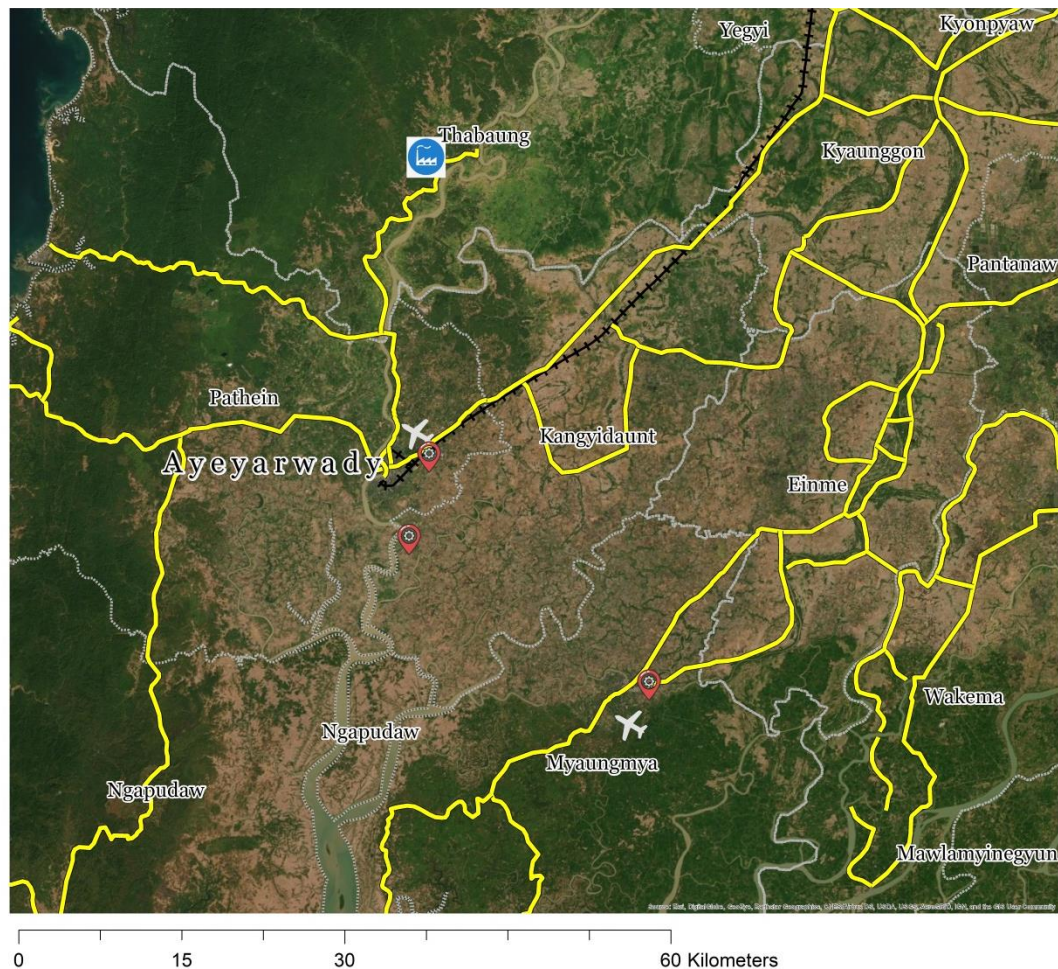 Yegyi
Kyonpyaw
Thabaung
Kyaunggon
Pantanaw
Pathein
Kangyidaunt
Ayeyarwady
Einme
Ngapudaw
Wakema
Myaungmya
Ngapudaw
Mawlamyinegyun
0 15 30 60 Kilometers